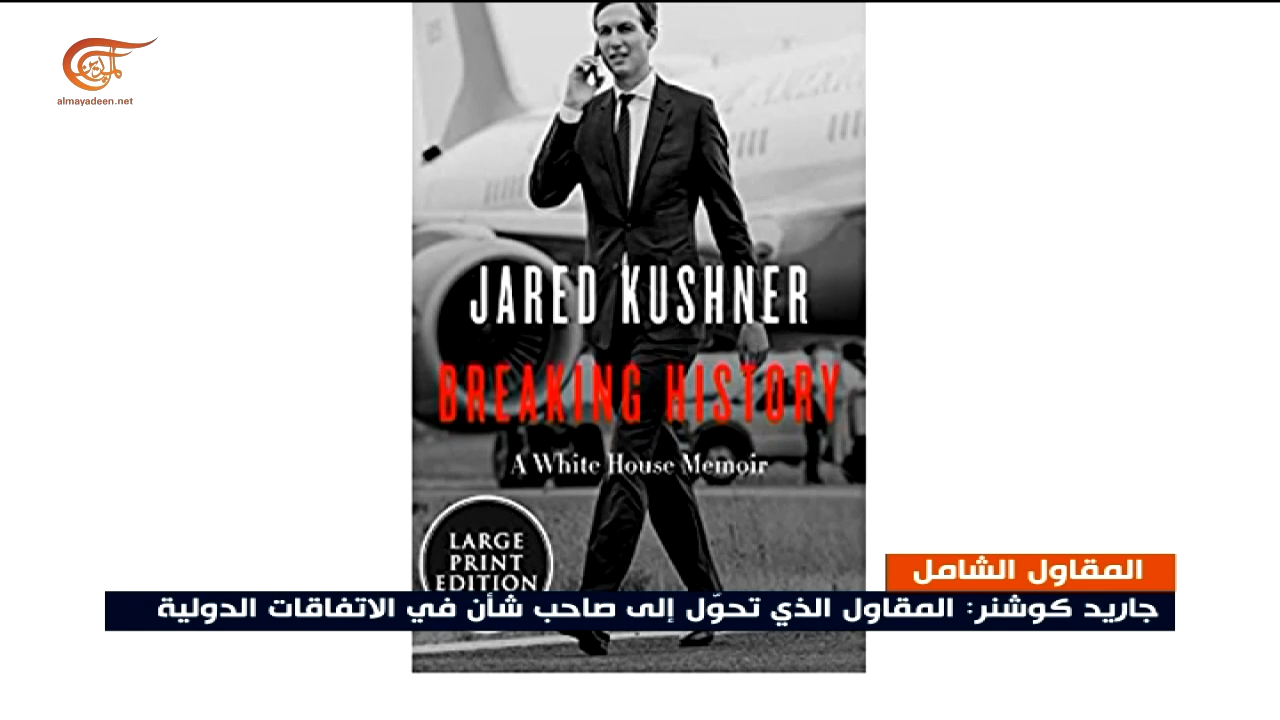 الميادين
almayadeen.net
JARED KUSHNER
BREAKING HISTORY
A White House Memoir
LARGE
PRINT
EDITION
المقاول الشامل
جاريد كوشنر: المقاول الذي تحوّل إلى صاحب شأن في الاتفاقات الدولية